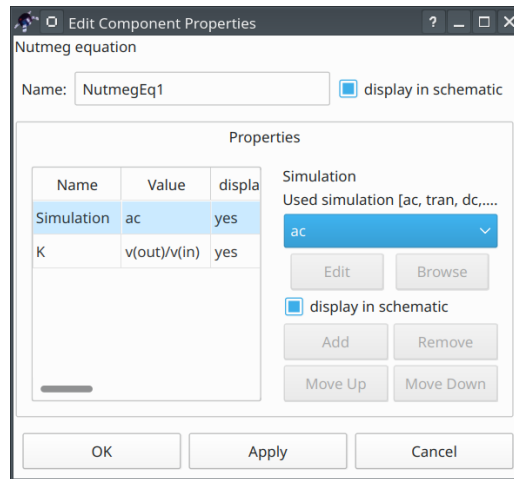 Edit Component Properties ?
Nutmeg equation
Name: NutmegEq1 display in schematic
Properties
Name Value displa
Simulation ac yes
K v(out)/v(in) yes
Simulation
Used simulation [ac, tran, dc,....
ac
Edit Browse
display in schematic
Add Remove
Move Up Move Down
OK Apply Cancel